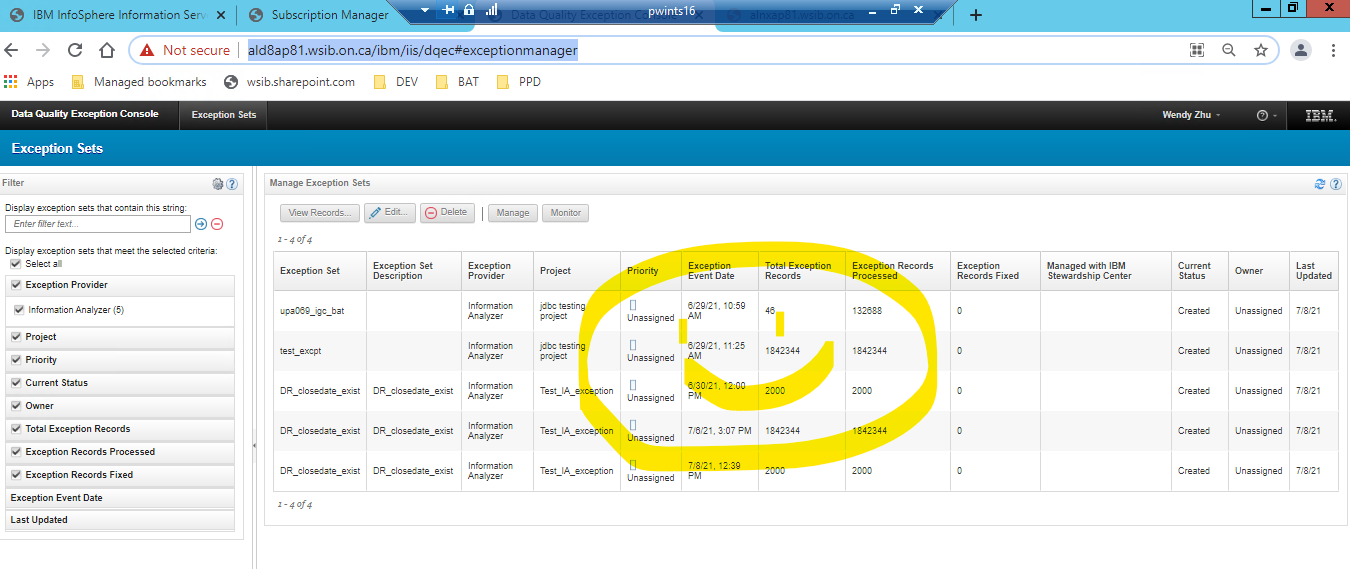 IBM InfoSphere Information Serv
Subscription Manager
Data Quality Exception Console
alnxap81.wsib.on.ca
pwints16
Not secure
ald8ap81.wsib.on.ca/ibm/iis/dqec#exceptionmanager
Apps
Managed bookmarks
wsib.sharepoint.com
DEV
BAT
PPD
Data Quality Exception Console
Exception Sets
Wendy Zhu
IBM.
Exception Sets
Filter
Display exception sets that contain this string:
Enter filter text...
Display exception sets that meet the selected criteria:
Select all
Exception Provider
Information Analyzer (5)
Project
Priority
Current Status
Owner
Total Exception Records
Exception Records Processed
Exception Records Fixed
Exception Event Date
Last Updated
Manage Exception Sets
View Records...
Edit...
Delete
Manage
Monitor
1 - 4 of 4
Exception Set Exception Set Description Exception Provider Project Priority Exception Event Date Total Exception Records Exception Records Processed Exception Records Fixed Managed with IBM Stewardship Center Current Status Owner Last Updated
upa069_igc_bat Information Analyzer jdbc testing project Unassigned 6/29/21, 10:59 AM 46 132688 0 Created Unassigned 7/8/21
test_excpt Information Analyzer jdbc testing project Unassigned 6/29/21, 11:25 AM 1842344 1842344 0 Created Unassigned 7/8/21
DR_closedate_exist DR_closedate_exist Information Analyzer Test_IA_exception Unassigned 6/30/21, 12:00 PM 2000 2000 0 Created Unassigned 7/8/21
DR_closedate_exist DR_closedate_exist Information Analyzer Test_IA_exception Unassigned 7/6/21, 3:07 PM 1842344 1842344 0 Created Unassigned 7/8/21
DR_closedate_exist DR_closedate_exist Information Analyzer Test_IA_exception Unassigned 7/8/21, 12:39 PM 2000 2000 0 Created Unassigned 7/8/21
1 - 4 of 4